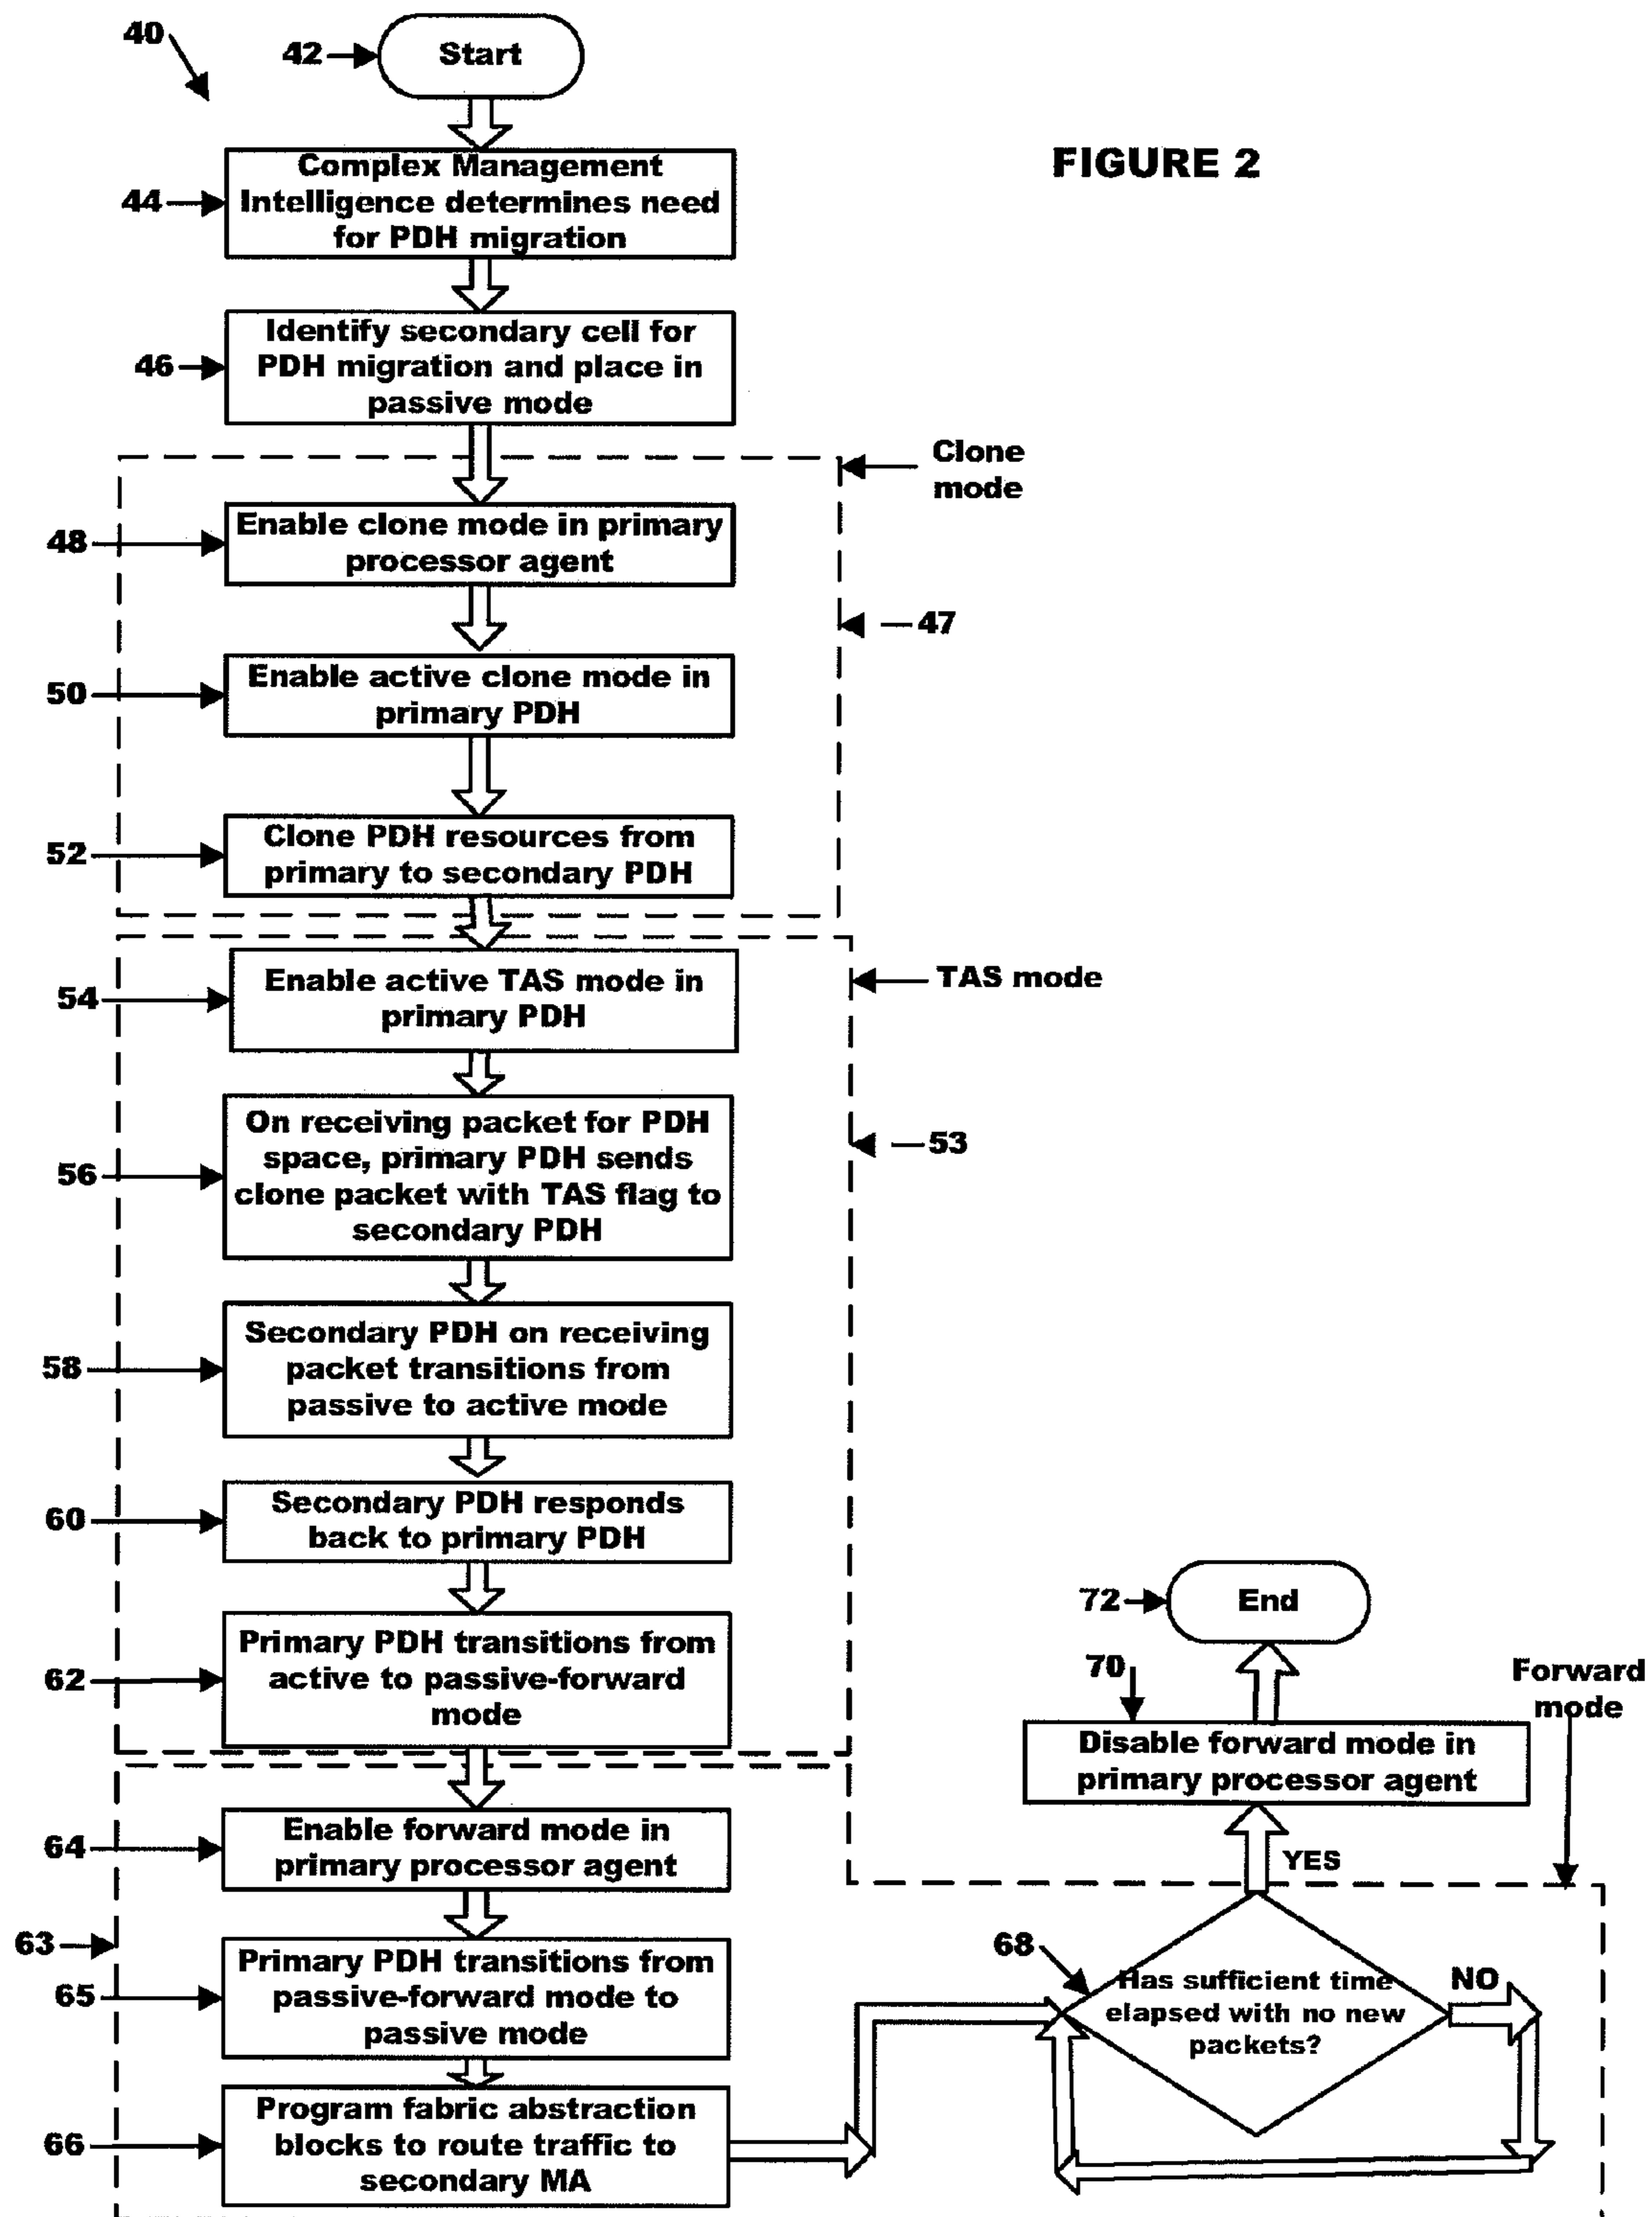 40
42
Start
FIGURE 2
44
Complex Management
Intelligence determines need
for PDH migration
46
Identify secondary cell for
PDH migration and place in
passive mode
Clone
mode
48
Enable clone mode in primary
processor agent
47
50
Enable active clone mode in
primary PDH
52
Clone PDH resources from
primary to secondary PDH
54
Enable active TAS mode in
primary PDH
TAS mode
56
On receiving packet for PDH
space, primary PDH sends
clone packet with TAS flag to
secondary PDH
53
58
Secondary PDH on receiving
packet transitions from
passive to active mode
60
Secondary PDH responds
back to primary PDH
62
Primary PDH transitions from
active to passive-forward
mode
64
Enable forward mode in
primary processor agent
63
65
Primary PDH transitions from
passive-forward mode to
passive mode
66
Program fabric abstraction
blocks to route traffic to
secondary MA
68
Has sufficient time
elapsed with no new
packets?
NO
YES
Forward
mode
70
Disable forward mode in
primary processor agent
72
End